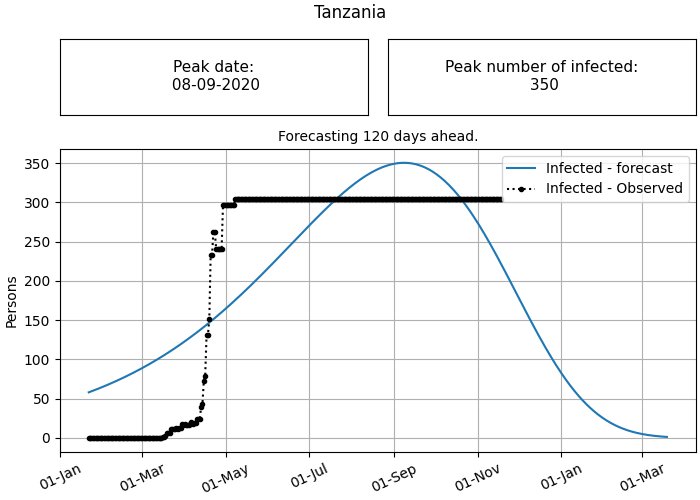 Tanzania
Peak date:
08-09-2020
Peak number of infected:
350
Forecasting 120 days ahead.
Infected - forecast
Infected - Observed
Persons
350
300
250
200
150
100
50
0
01-Jan
01-Mar
01-May
01-Jul
01-Sep
01-Nov
01-Jan
01-Mar